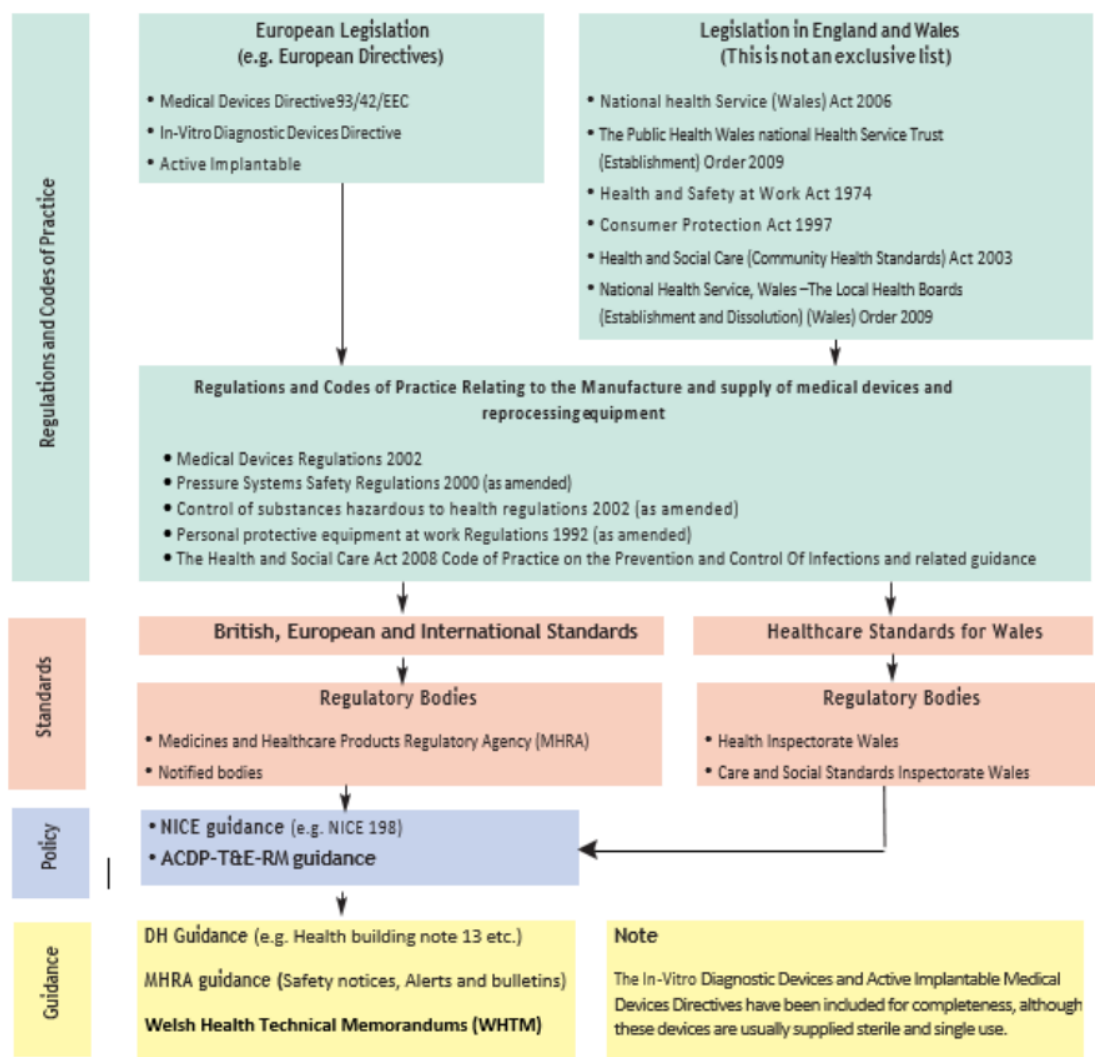 Regulations and Codes of Practice
European Legislation
(e.g. European Directives)
• Medical Devices Directive93/42/EEC
• In-Vitro Diagnostic Devices Directive
• Active Implantable
Legislation in England and Wales
(This is not an exclusive list)
• National health Service (Wales) Act 2006
• The Public Health Wales national Health Service Trust
(Establishment) Order 2009
• Health and Safety at Work Act 1974
• Consumer Protection Act 1997
• Health and Social Care (Community Health Standards) Act 2003
• National Health Service, Wales –The Local Health Boards
(Establishment and Dissolution) (Wales) Order 2009
Regulations and Codes of Practice Relating to the Manufacture and supply of medical devices and
reprocessing equipment
• Medical Devices Regulations 2002
• Pressure Systems Safety Regulations 2000 (as amended)
• Control of substances hazardous to health regulations 2002 (as amended)
• Personal protective equipment at work Regulations 1992 (as amended)
• The Health and Social Care Act 2008 Code of Practice on the Prevention and Control Of Infections and related guidance
Standards
British, European and International Standards
Healthcare Standards for Wales
Regulatory Bodies
• Medicines and Healthcare Products Regulatory Agency (MHRA)
• Notified bodies
Regulatory Bodies
• Health Inspectorate Wales
• Care and Social Standards Inspectorate Wales
Policy
• NICE guidance (e.g. NICE 198)
• ACDP-T&E-RM guidance
Guidance
DH Guidance (e.g. Health building note 13 etc.)
MHRA guidance (Safety notices, Alerts and bulletins)
Welsh Health Technical Memorandums (WHTM)
Note
The In-Vitro Diagnostic Devices and Active Implantable Medical
Devices Directives have been included for completeness, although
these devices are usually supplied sterile and single use.